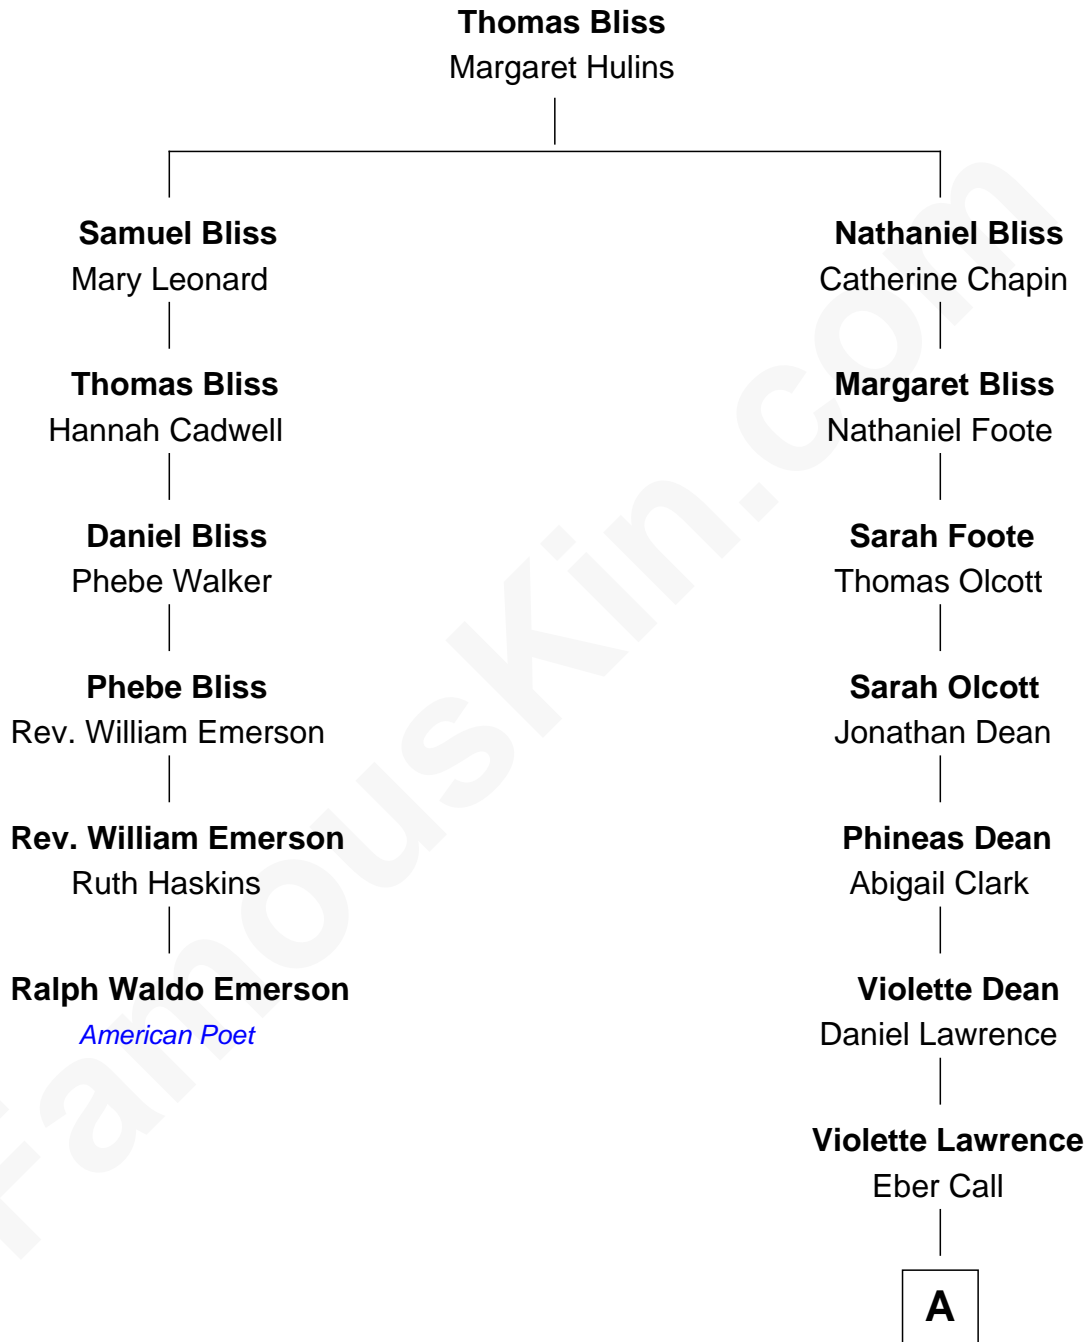 Thomas Bliss
Margaret Hulins
Samuel Bliss
Mary Leonard
Thomas Bliss
Hannah Cadwell
Daniel Bliss
Phebe Walker
Phebe Bliss
Rev. William Emerson
Rev. William Emerson
Ruth Haskins
Ralph Waldo Emerson
American Poet
Nathaniel Bliss
Catherine Chapin
Margaret Bliss
Nathaniel Foote
Sarah Foote
Thomas Olcott
Sarah Olcott
Jonathan Dean
Phineas Dean
Abigail Clark
Violette Dean
Daniel Lawrence
Violette Lawrence
Eber Call
A
FamousKin.com